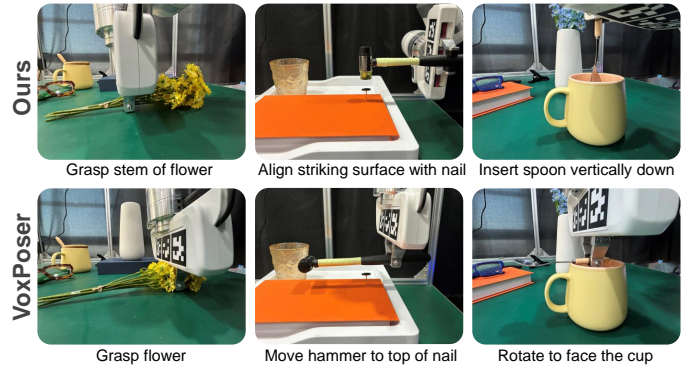 Ours
Grasp stem of flower
Align striking surface with nail
Insert spoon vertically down
VoxPoser
Grasp flower
Move hammer to top of nail
Rotate to face the cup